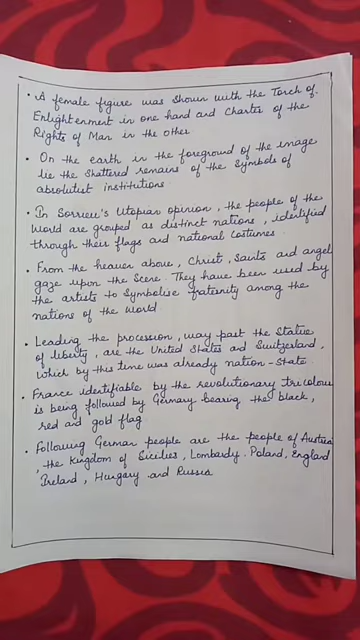 • A female figure was shown with the Torch of
Enlightenment in one hand and Charter of the
Rights of Man in the other
• On the earth in the foreground of the image
lie the shattered remains of the symbols of
absolutist institutions.
• In Sorrieu's Utopian opinion, the people of the
World are grouped as distinct nations, identified
through their flags and national costumes.
• From the heaven above, Christ, Saints and angel
gaze upon the scene. They have been used by
the artists to symbolise fraternity among the
nations of the world.
• Leading the procession, way past the Statue
of liberty, are the United States and Switzerland,
which by this time was already nation-state.
• France identifiable by the revolutionary tricolour
is being followed by Germany bearing the black,
red and gold flag
• Following German people are the people of Austria
, the Kingdom of Sicilies, Lombardy. Poland, England
Ireland, Hungary and Russia